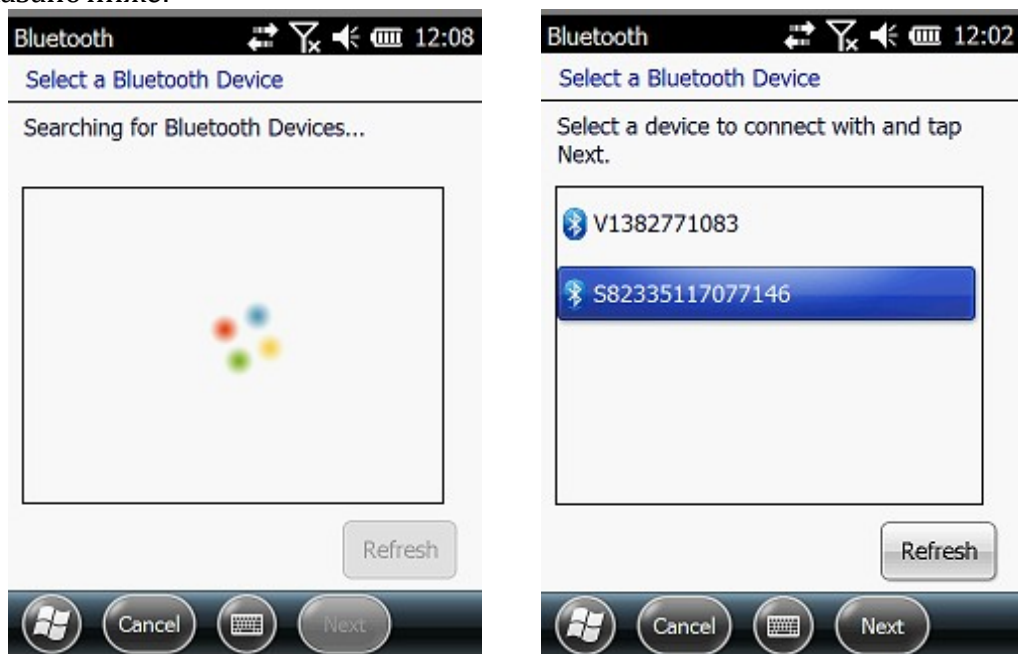 Bluetooth 12:08
Select a Bluetooth Device
Searching for Bluetooth Devices...
Refresh
Cancel Next
Bluetooth 12:02
Select a Bluetooth Device
Select a device to connect with and tap
Next.
V1382771083
S82335117077146
Refresh
Cancel Next